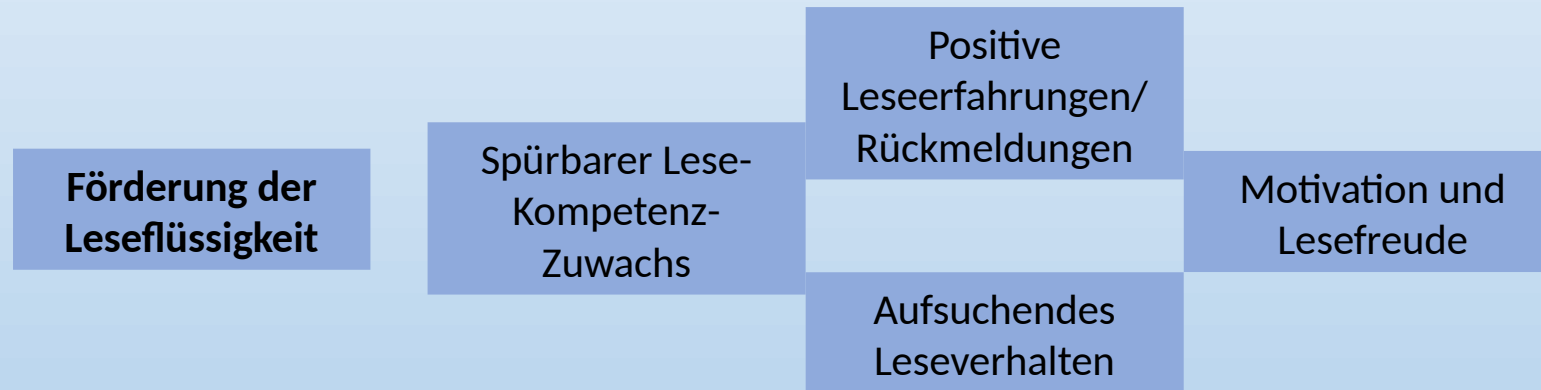 Förderung der
Leseflüssigkeit
Spürbarer Lese-
Kompetenz-
Zuwachs
Positive
Leseerfahrungen/
Rückmeldungen
Aufsuchendes
Leseverhalten
Motivation und
Lesefreude